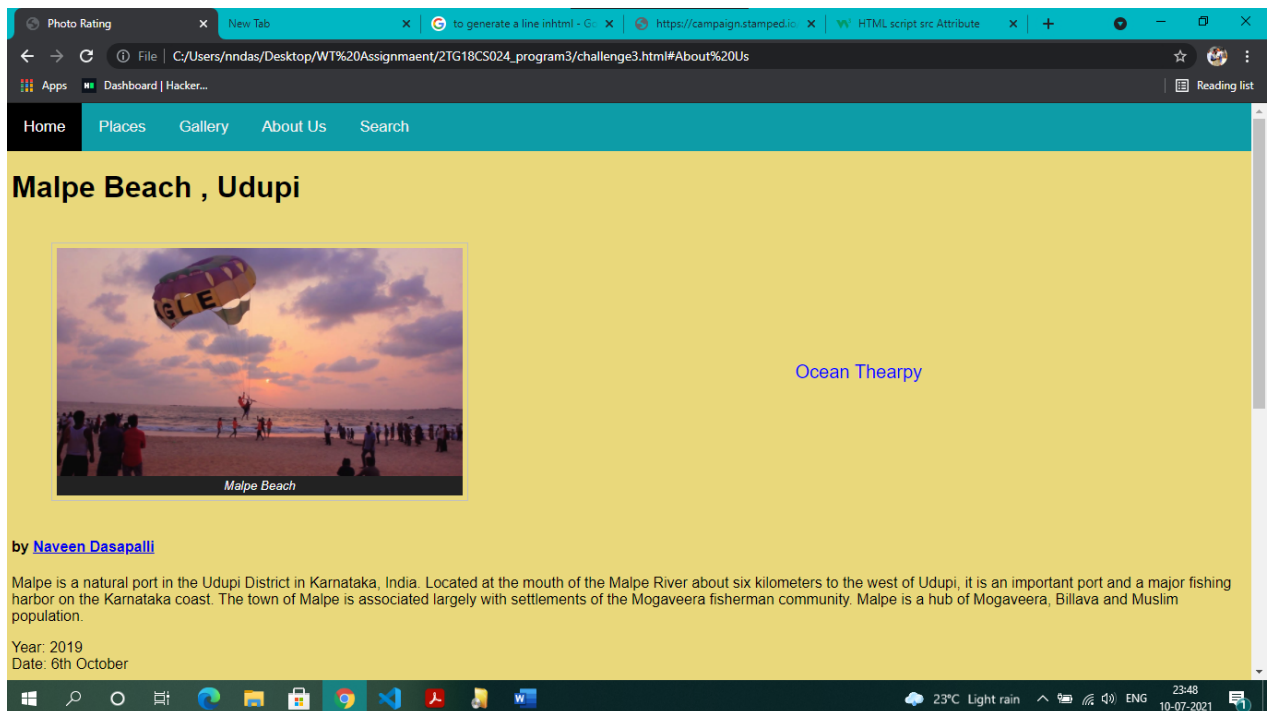 Photo Rating
New Tab
to generate a line inhtml - Go
https://campaign.stamped.io
HTML script src Attribute
File
C:/Users/nndas/Desktop/WT%20Assignmaent/2TG18CS024_program3/challenge3.html#About%20Us
Apps
Dashboard | Hacker...
Reading list
Home Places Gallery About Us Search
Malpe Beach , Udupi
GLE
Ocean Thearpy
Malpe Beach
by Naveen Dasapalli
Malpe is a natural port in the Udupi District in Karnataka, India. Located at the mouth of the Malpe River about six kilometers to the west of Udupi, it is an important port and a major fishing
harbor on the Karnataka coast. The town of Malpe is associated largely with settlements of the Mogaveera fisherman community. Malpe is a hub of Mogaveera, Billava and Muslim
population.
Year: 2019
Date: 6th October
23°C Light rain
ENG
23:48
10-07-2021
1